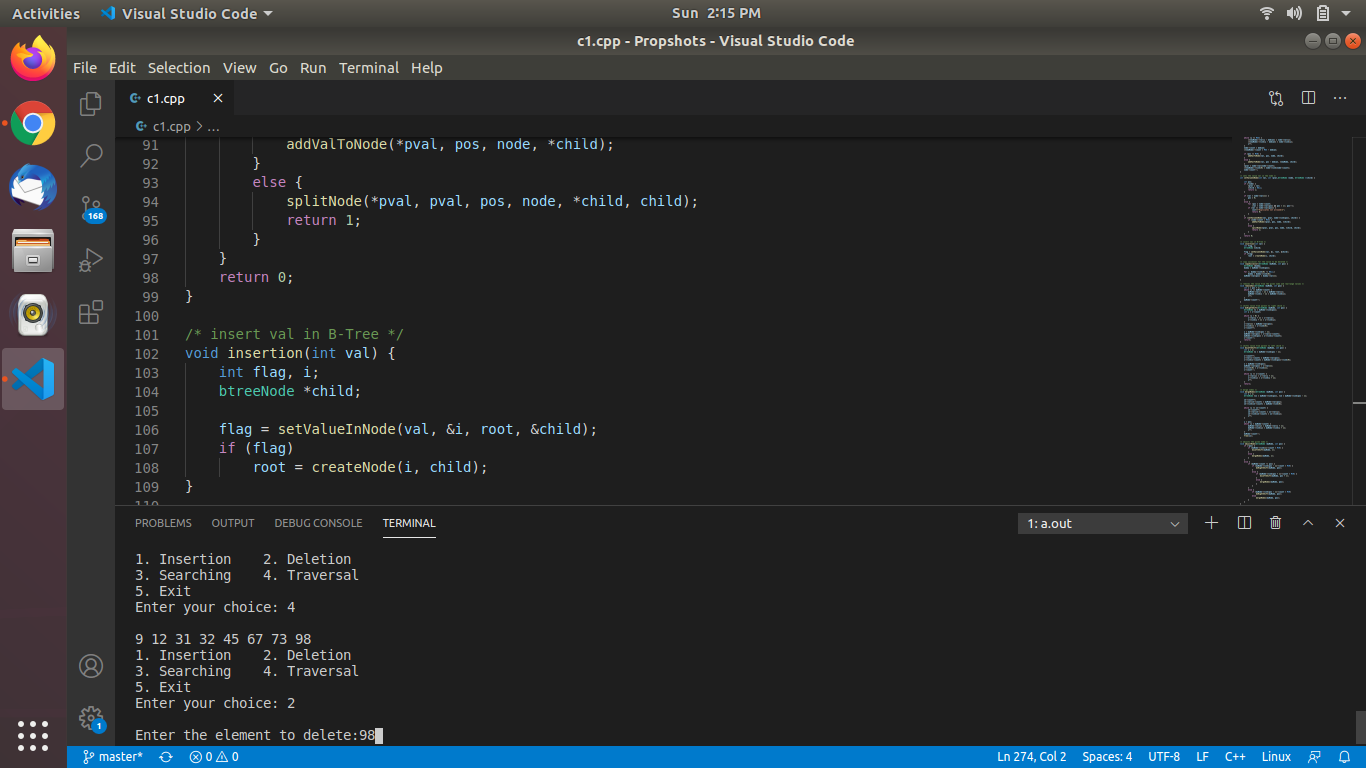 Activities Visual Studio Code Sun 2:15 PM
c1.cpp - Propshots - Visual Studio Code
File Edit Selection View Go Run Terminal Help
c1.cpp
c1.cpp > ...
91 addValToNode(*pval, pos, node, *child);
92 }
93 else {
94 splitNode(*pval, pval, pos, node, *child, child);
95 return 1;
96 }
97 }
98 return 0;
99 }
100
101 /* insert val in B-Tree */
102 void insertion(int val) {
103 int flag, i;
104 btreeNode *child;
105
106 flag = setValueInNode(val, &i, root, &child);
107 if (flag)
108 root = createNode(i, child);
109 }
110
168
PROBLEMS OUTPUT DEBUG CONSOLE TERMINAL 1: a.out
1. Insertion 2. Deletion
3. Searching 4. Traversal
5. Exit
Enter your choice: 4
9 12 31 32 45 67 73 98
1. Insertion 2. Deletion
3. Searching 4. Traversal
5. Exit
Enter your choice: 2
Enter the element to delete:98
1
master* 0 0 Ln 274, Col 2 Spaces: 4 UTF-8 LF C++ Linux